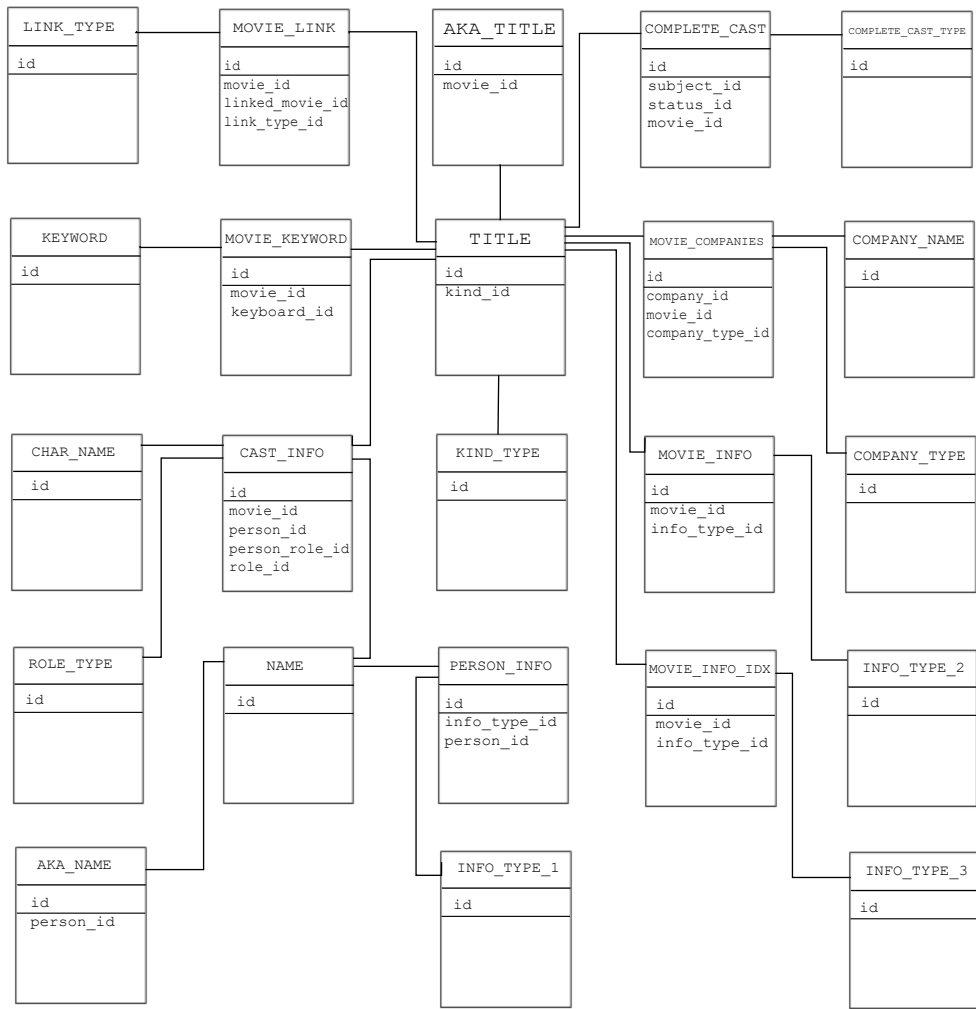 LINK_TYPE
id
MOVIE_LINK
id
movie_id
linked_movie_id
link_type_id
AKA_TITLE
id
movie_id
COMPLETE_CAST
id
subject_id
status_id
movie_id
COMPLETE_CAST_TYPE
id
KEYWORD
id
MOVIE_KEYWORD
id
movie_id
keyboard_id
TITLE
id
kind_id
MOVIE_COMPANIES
id
company_id
movie_id
company_type_id
COMPANY_NAME
id
CHAR_NAME
id
CAST_INFO
id
movie_id
person_id
person_role_id
role_id
KIND_TYPE
id
MOVIE_INFO
id
movie_id
info_type_id
COMPANY_TYPE
id
ROLE_TYPE
id
NAME
id
PERSON_INFO
id
info_type_id
person_id
MOVIE_INFO_IDX
id
movie_id
info_type_id
INFO_TYPE_2
id
AKA_NAME
id
person_id
INFO_TYPE_1
id
INFO_TYPE_3
id